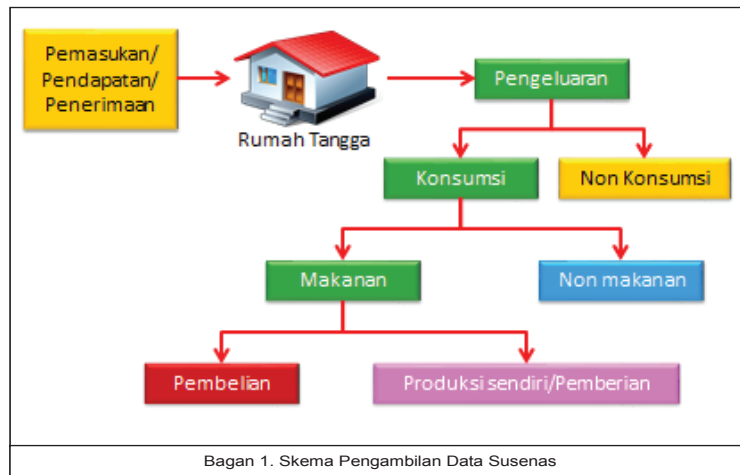 Pemasukan/
Pendapatan/
Penerimaan
Rumah Tangga
Pengeluaran
Konsumsi
Non Konsumsi
Makanan
Non makanan
Pembelian
Produksi sendiri/Pemberian
Bagan 1. Skema Pengambilan Data Susenas